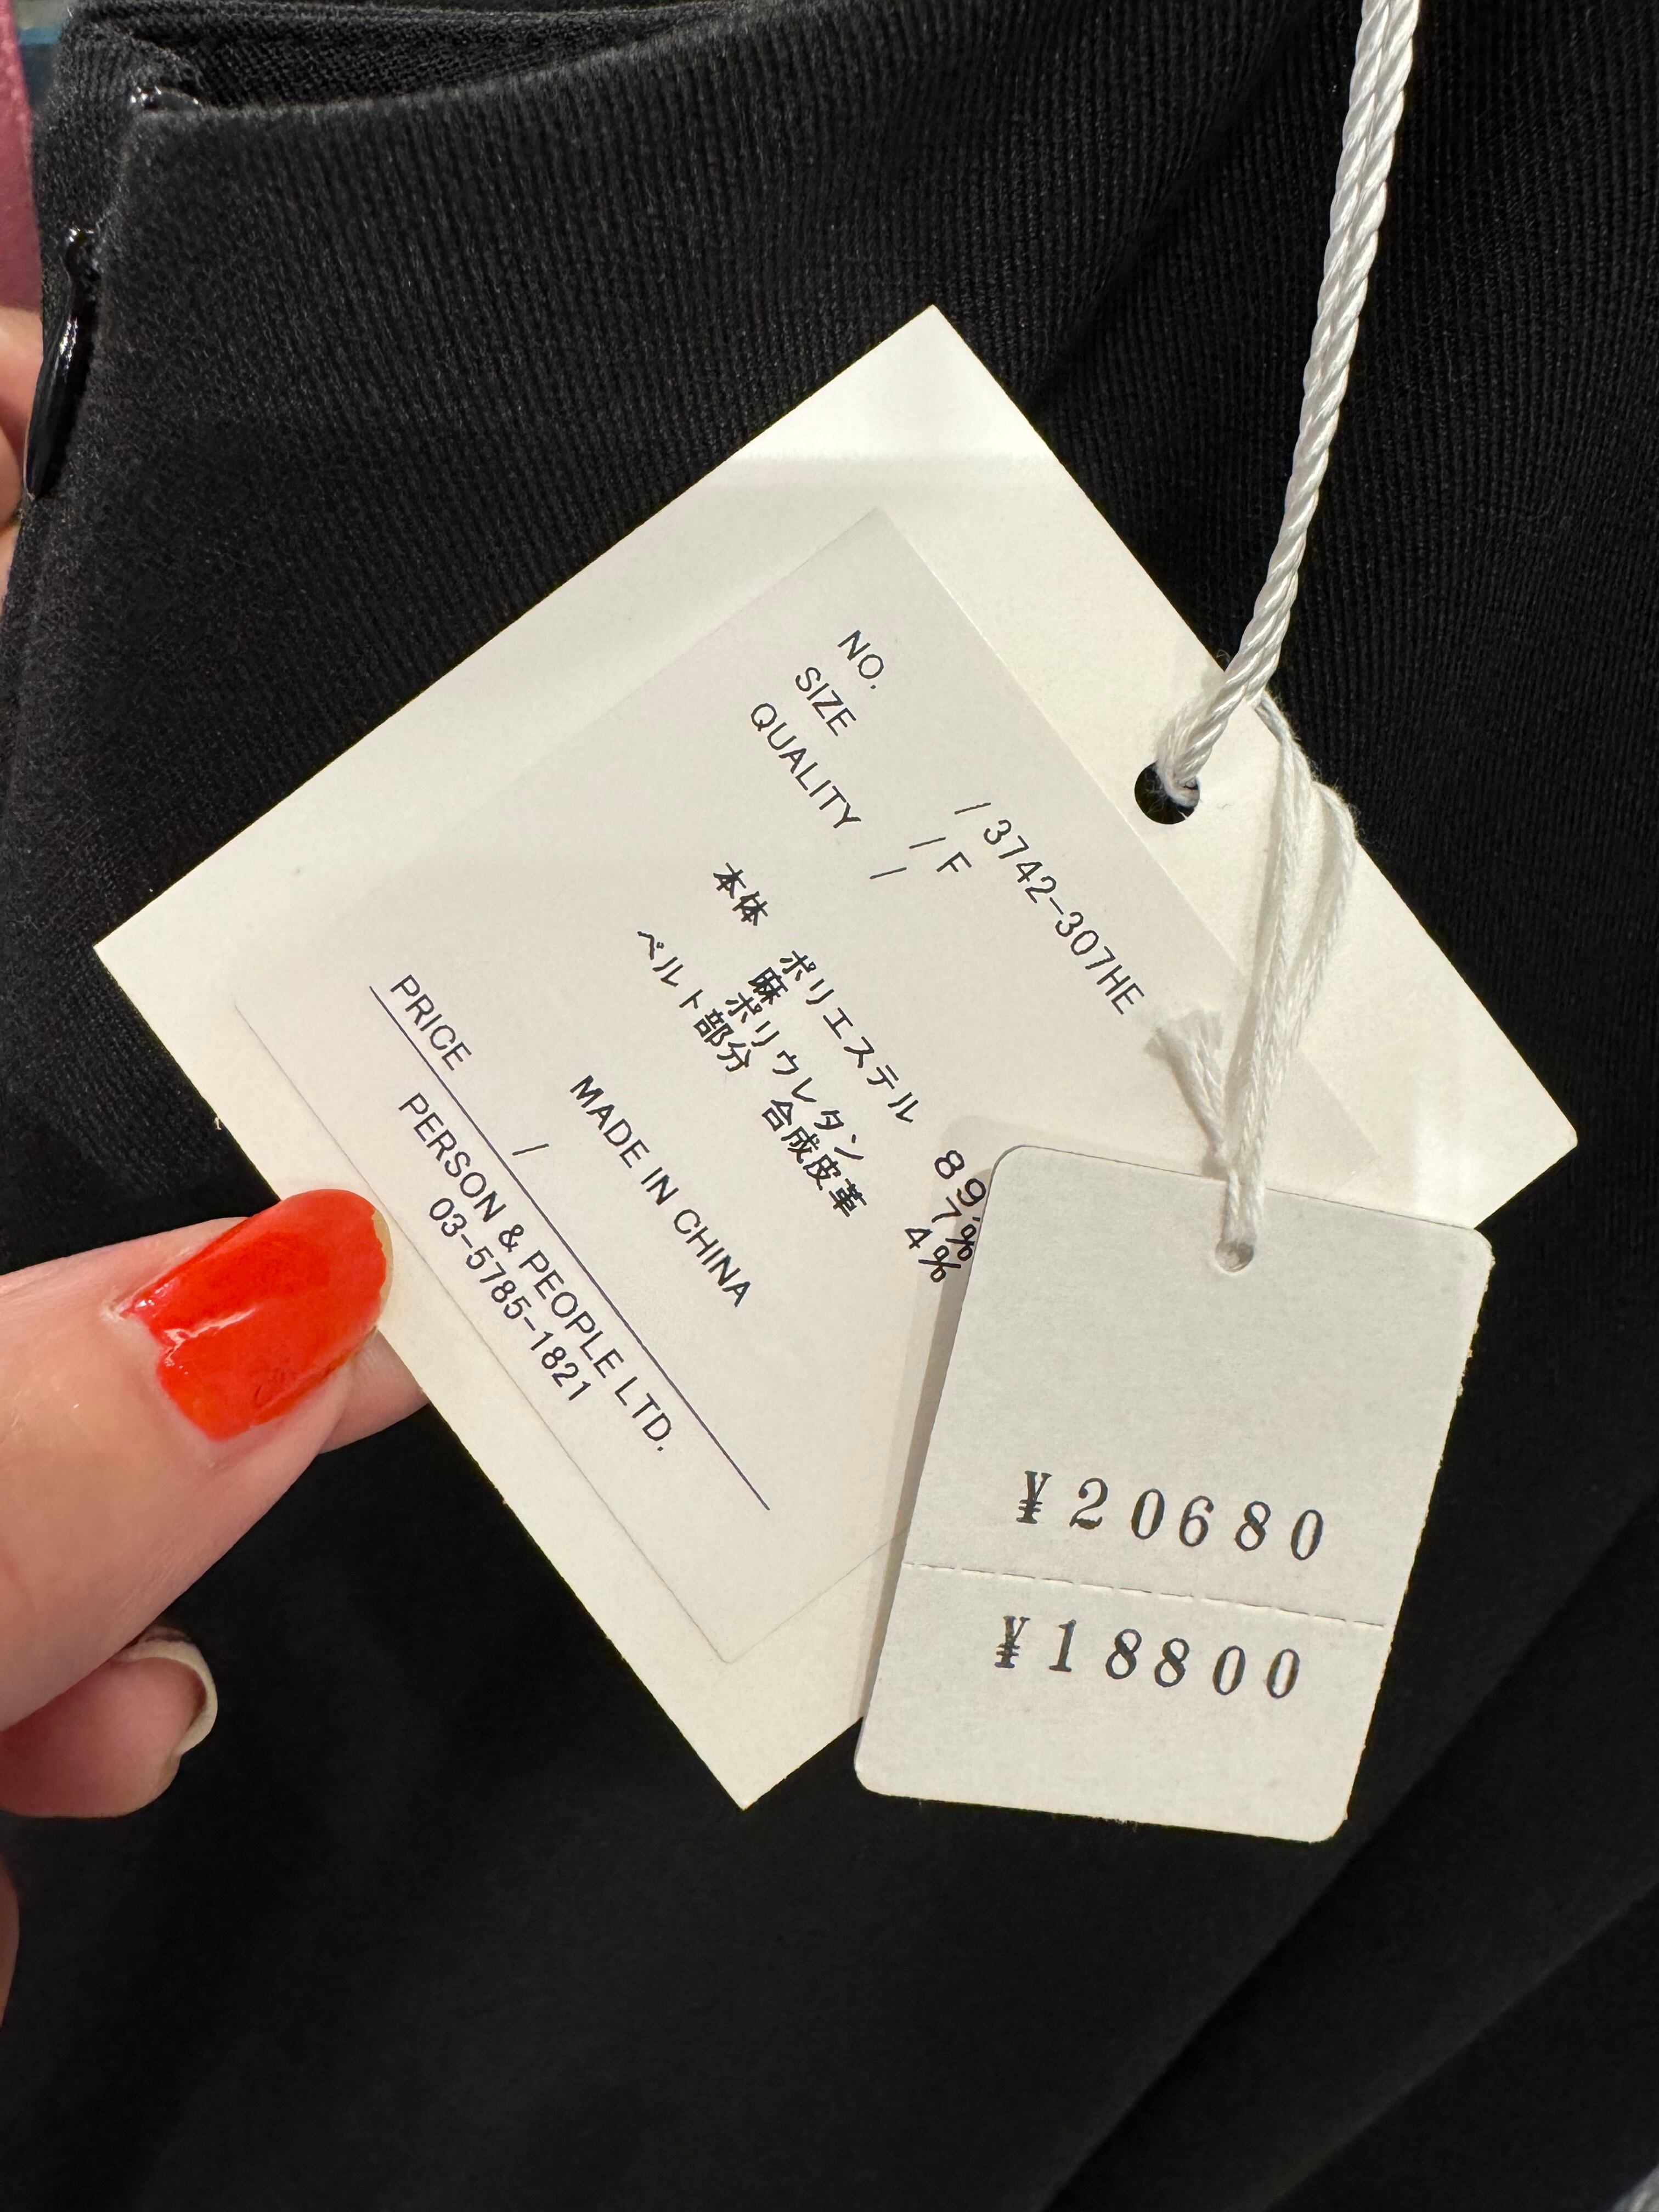 NO. / 3742-307HE
SIZE / F
QUALITY /
本体 ポリエステル 89
麻 7%
ポリウレタン 4%
ベルト部分 合成皮革
MADE IN CHINA
PRICE /
PERSON & PEOPLE LTD.
03-5785-1821
¥20680
¥18800